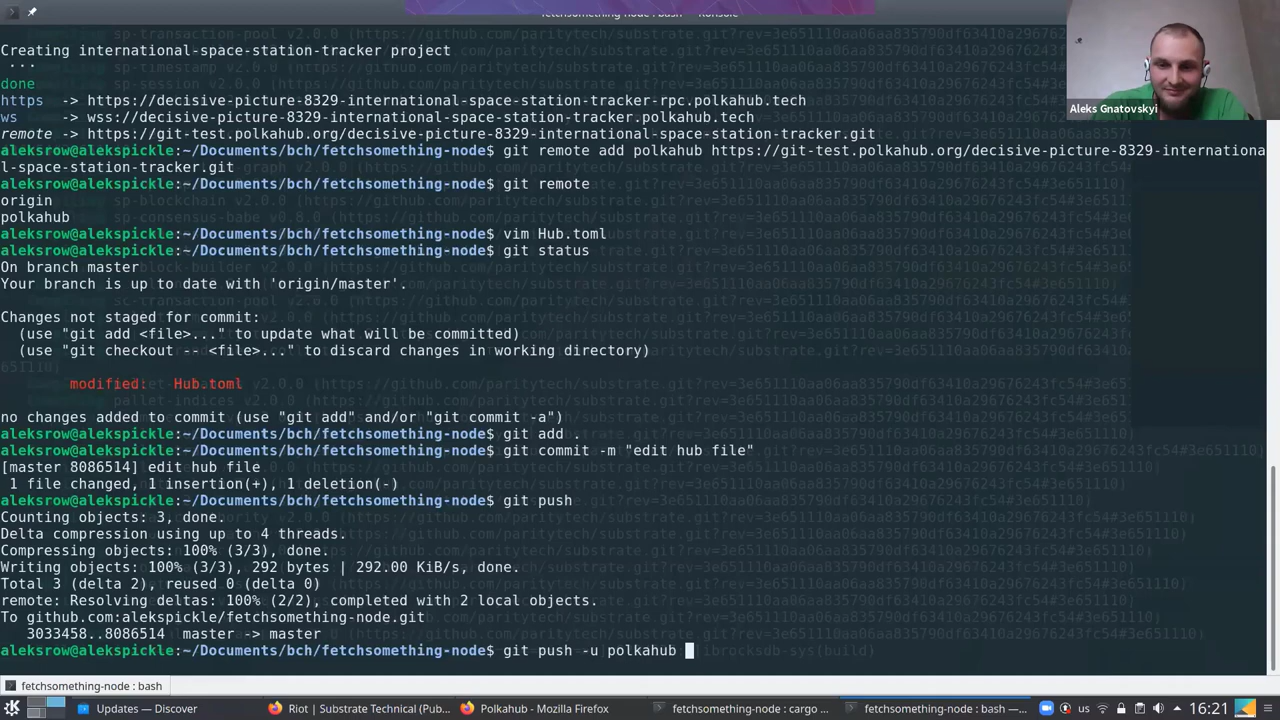 fetchsomething-node : bash — Konsole
Creating international-space-station-tracker project
...
done
https -> https://decisive-picture-8329-international-space-station-tracker-rpc.polkahub.tech
ws -> wss://decisive-picture-8329-international-space-station-tracker.polkahub.tech
remote -> https://git-test.polkahub.org/decisive-picture-8329-international-space-station-tracker.git
aleksrow@alekspickle:~/Documents/bch/fetchsomething-node$ git remote add polkahub https://git-test.polkahub.org/decisive-picture-8329-internationa
l-space-station-tracker.git
aleksrow@alekspickle:~/Documents/bch/fetchsomething-node$ git remote
origin
polkahub
aleksrow@alekspickle:~/Documents/bch/fetchsomething-node$ vim Hub.toml
aleksrow@alekspickle:~/Documents/bch/fetchsomething-node$ git status
On branch master
Your branch is up to date with 'origin/master'.
Changes not staged for commit:
(use "git add <file>..." to update what will be committed)
(use "git checkout -- <file>..." to discard changes in working directory)
modified: Hub.toml
no changes added to commit (use "git add" and/or "git commit -a")
aleksrow@alekspickle:~/Documents/bch/fetchsomething-node$ git add .
aleksrow@alekspickle:~/Documents/bch/fetchsomething-node$ git commit -m "edit hub file"
[master 8086514] edit hub file
1 file changed, 1 insertion(+), 1 deletion(-)
aleksrow@alekspickle:~/Documents/bch/fetchsomething-node$ git push
Counting objects: 3, done.
Delta compression using up to 4 threads.
Compressing objects: 100% (3/3), done.
Writing objects: 100% (3/3), 292 bytes | 292.00 KiB/s, done.
Total 3 (delta 2), reused 0 (delta 0)
remote: Resolving deltas: 100% (2/2), completed with 2 local objects.
To github.com:alekspickle/fetchsomething-node.git
3033458..8086514 master -> master
aleksrow@alekspickle:~/Documents/bch/fetchsomething-node$ git push -u polkahub
Aleks Gnatovskyi
fetchsomething-node : bash
Updates — Discover
Riot | Substrate Technical (Pub...
Polkahub - Mozilla Firefox
fetchsomething-node : cargo ...
fetchsomething-node : bash —...
us
16:21